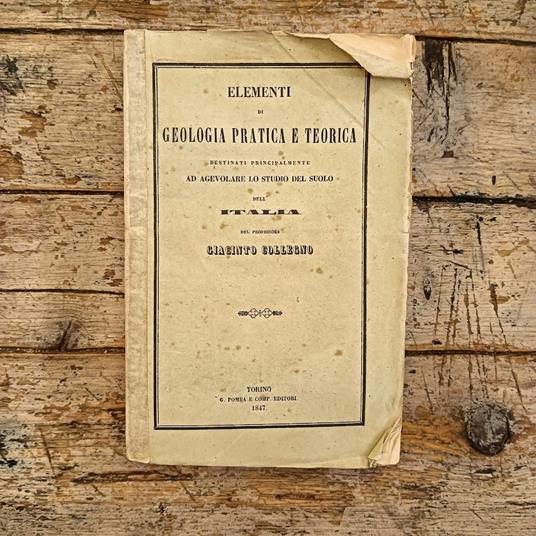 ELEMENTI
DI
GEOLOGIA PRATICA E TEORICA
DESTINATI PRINCIPALMENTE
AD AGEVOLARE LO STUDIO DEL SUOLO
DELL'
ITALIA
DEL PROFESSORE
GIACINTO COLLEGNO
TORINO
G. POMBA E COMP. EDITORI
1847.